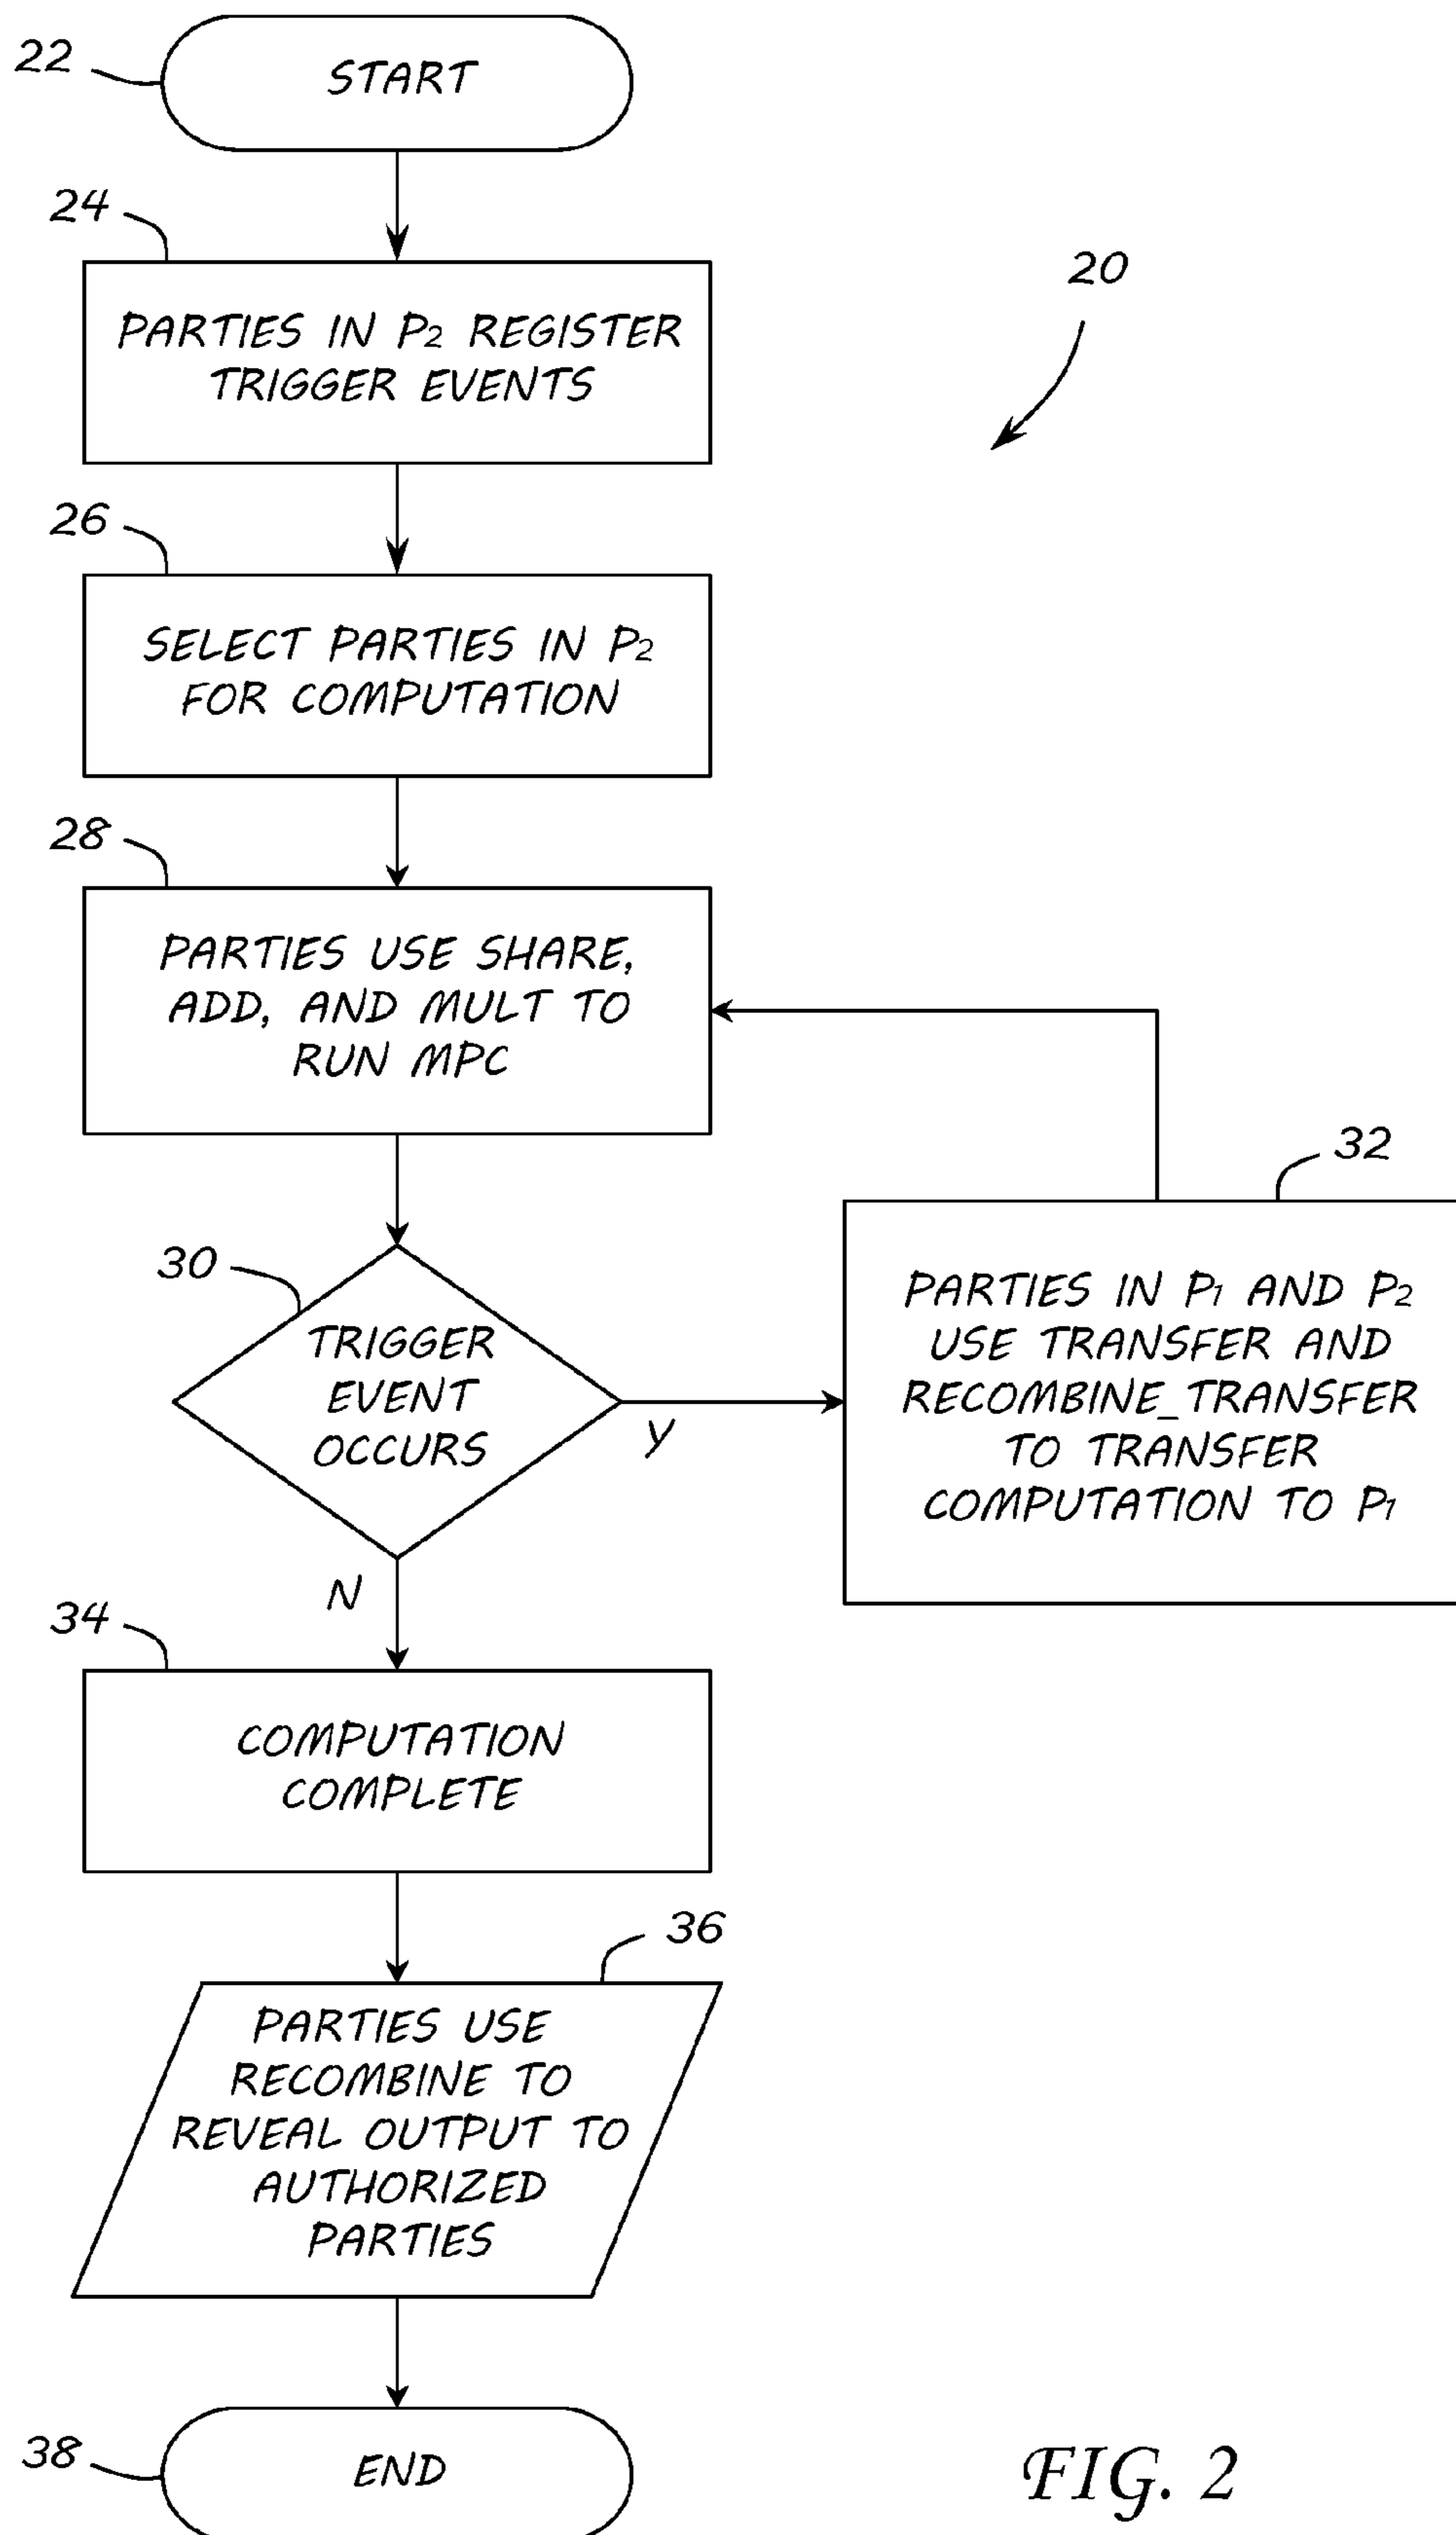 22
START
24
PARTIES IN P2 REGISTER
TRIGGER EVENTS
20
26
SELECT PARTIES IN P2
FOR COMPUTATION
28
PARTIES USE SHARE,
ADD, AND MULT TO
RUN MPC
30
TRIGGER
EVENT
OCCURS
Y
32
PARTIES IN P1 AND P2
USE TRANSFER AND
RECOMBINE_TRANSFER
TO TRANSFER
COMPUTATION TO P1
N
34
COMPUTATION
COMPLETE
36
PARTIES USE
RECOMBINE TO
REVEAL OUTPUT TO
AUTHORIZED
PARTIES
38
END
FIG. 2